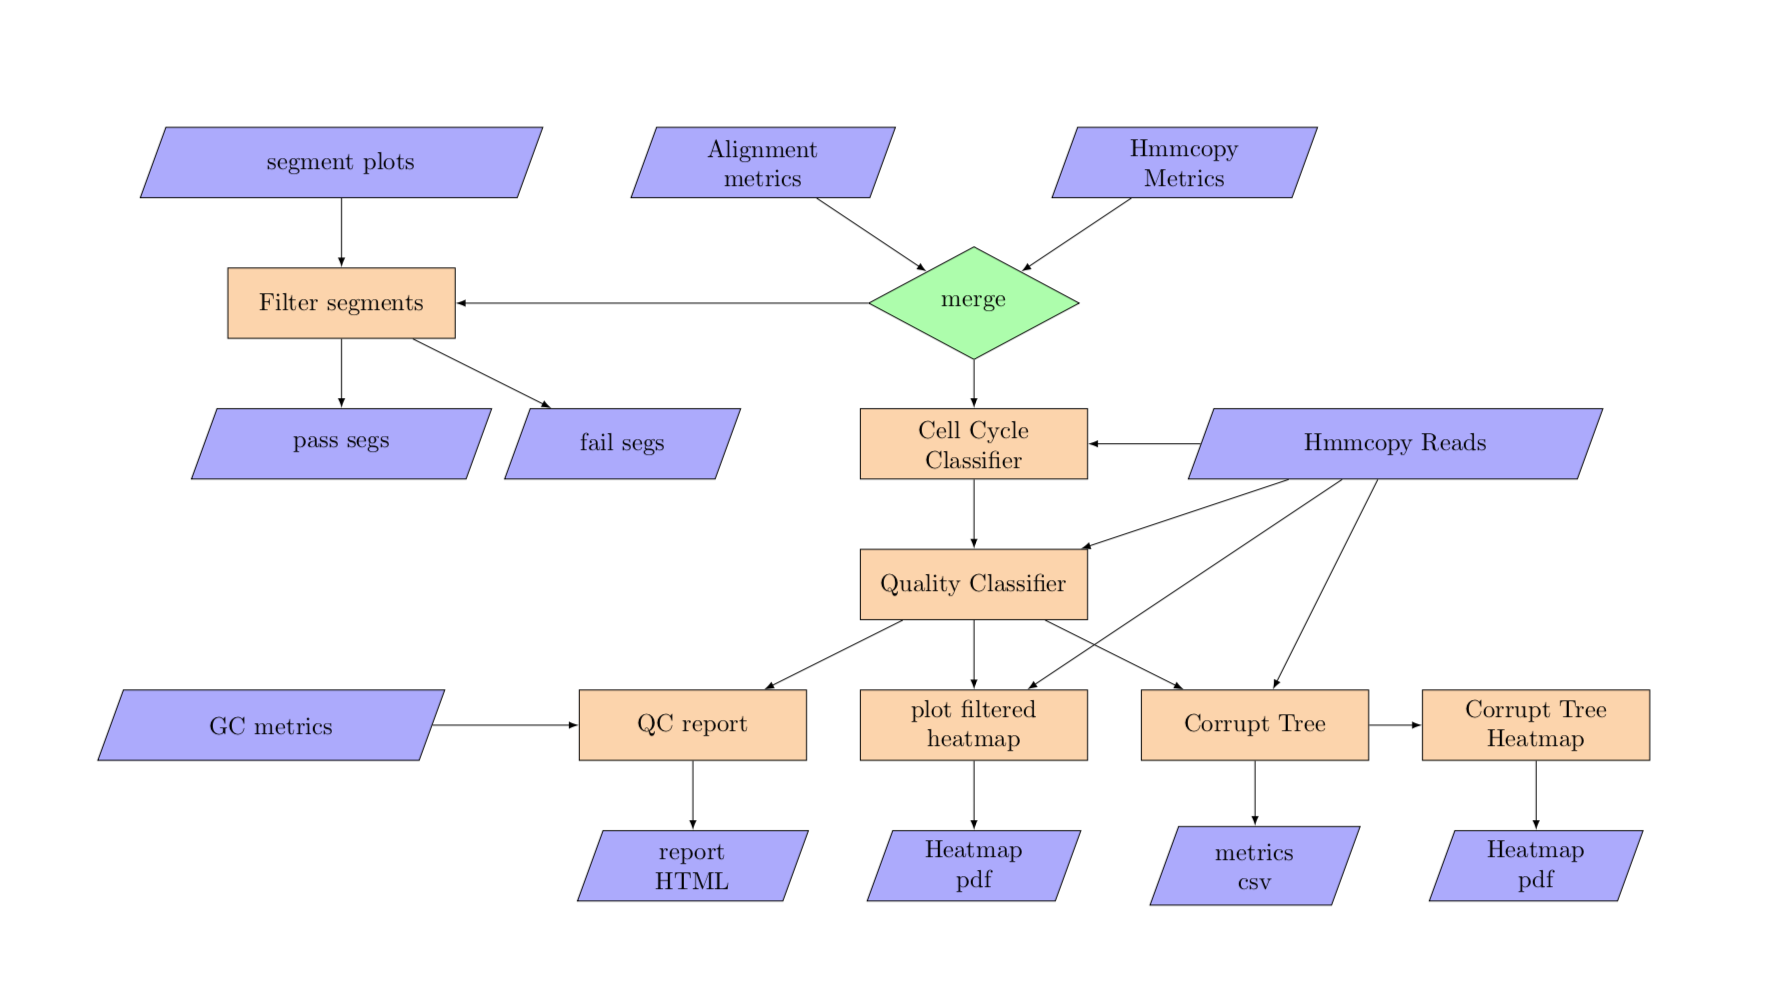 segment plots
Alignment
metrics
Hmmcopy
Metrics
Filter segments
merge
pass segs
fail segs
Cell Cycle
Classifier
Hmmcopy Reads
Quality Classifier
GC metrics
QC report
plot filtered
heatmap
Corrupt Tree
Corrupt Tree
Heatmap
report
HTML
Heatmap
pdf
metrics
csv
Heatmap
pdf